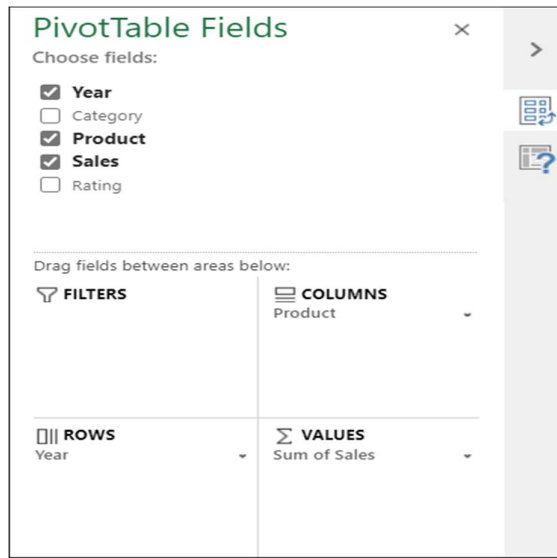 PivotTable Fields
Choose fields:
Year
Category
Product
Sales
Rating
Drag fields between areas below:
FILTERS
COLUMNS
Product
ROWS
Year
VALUES
Sum of Sales